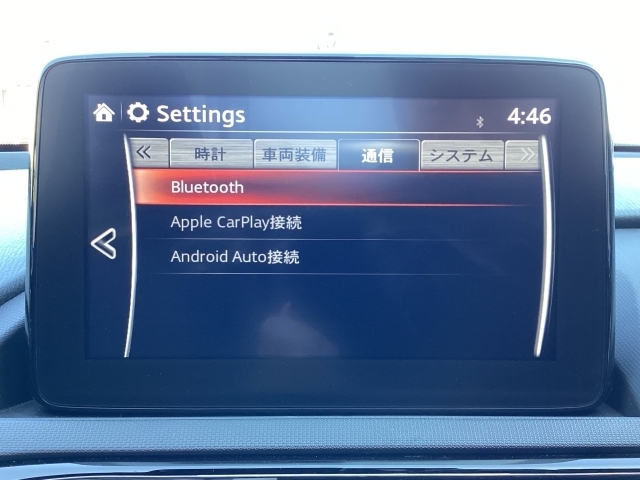 Settings
4:46
時計 車両装備 通信 システム
Bluetooth
Apple CarPlay接続
Android Auto接続